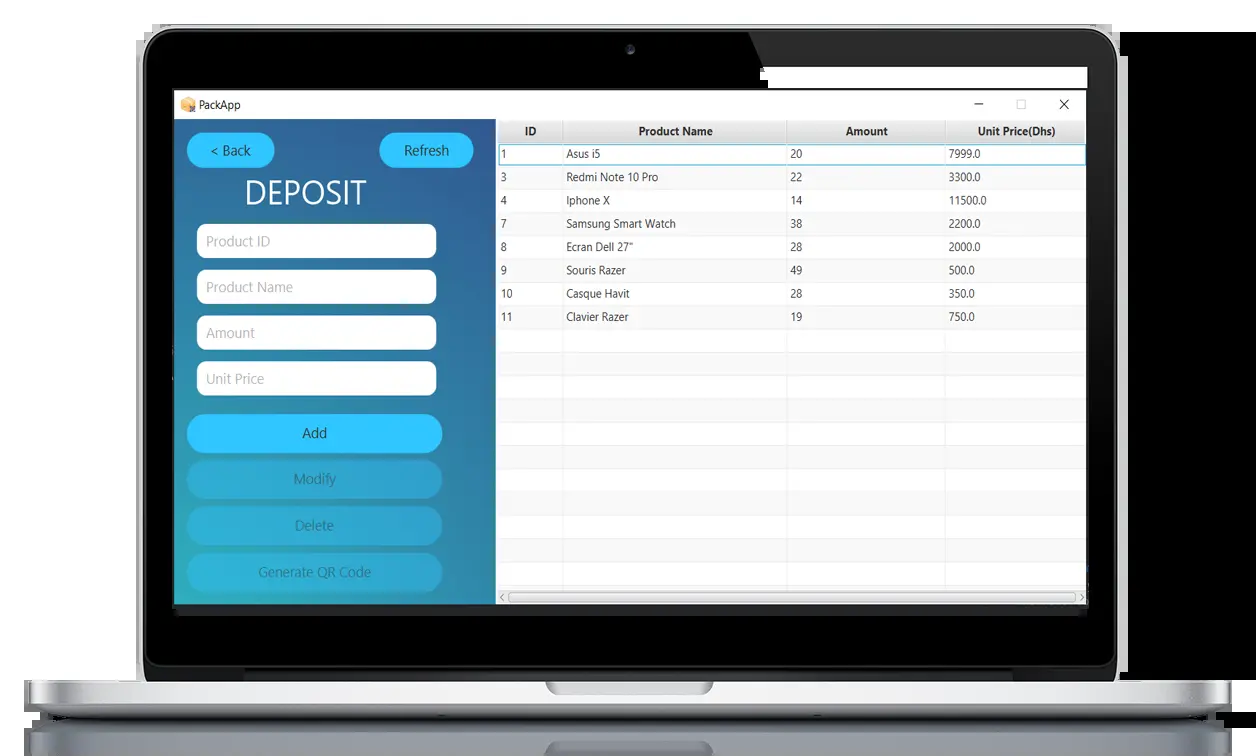 PackApp
< Back
Refresh
DEPOSIT
Product ID
Product Name
Amount
Unit Price
Add
Modify
Delete
Generate QR Code
ID Product Name Amount Unit Price(Dhs)
1 Asus i5 20 7999.0
3 Redmi Note 10 Pro 22 3300.0
4 Iphone X 14 11500.0
7 Samsung Smart Watch 38 2200.0
8 Ecran Dell 27" 28 2000.0
9 Souris Razer 49 500.0
10 Casque Havit 28 350.0
11 Clavier Razer 19 750.0